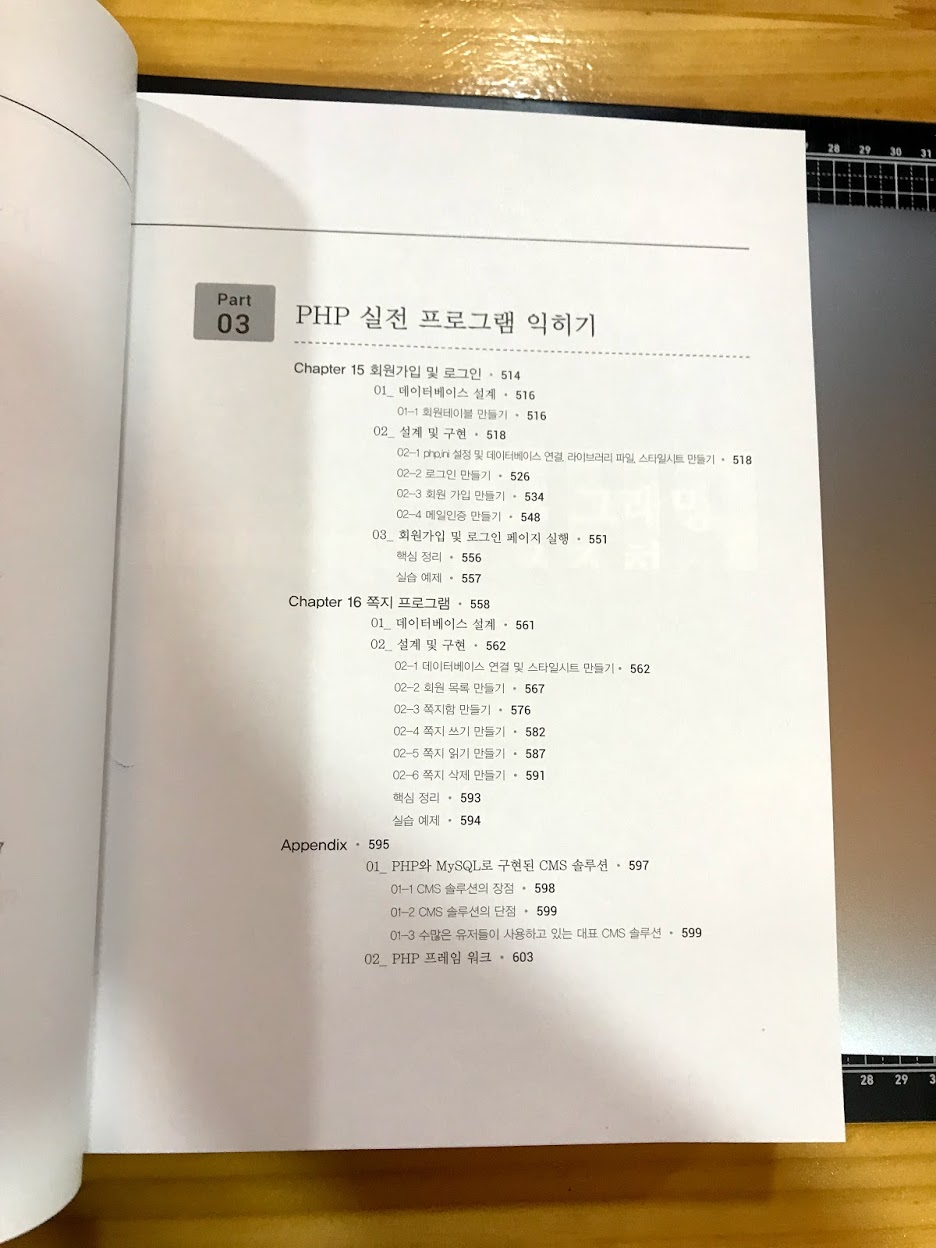 Part
03
PHP 실전 프로그램 익히기
Chapter 15 회원가입 및 로그인 • 514
01_ 데이터베이스 설계 • 516
01-1 회원테이블 만들기 • 516
02_ 설계 및 구현 • 518
02-1 php.ini 설정 및 데이터베이스 연결, 라이브러리 파일, 스타일시트 만들기 • 518
02-2 로그인 만들기 • 526
02-3 회원 가입 만들기 • 534
02-4 메일인증 만들기 • 548
03_ 회원가입 및 로그인 페이지 실행 • 551
핵심 정리 • 556
실습 예제 • 557
Chapter 16 쪽지 프로그램 • 558
01_ 데이터베이스 설계 • 561
02_ 설계 및 구현 • 562
02-1 데이터베이스 연결 및 스타일시트 만들기 • 562
02-2 회원 목록 만들기 • 567
02-3 쪽지함 만들기 • 576
02-4 쪽지 쓰기 만들기 • 582
02-5 쪽지 읽기 만들기 • 587
02-6 쪽지 삭제 만들기 • 591
핵심 정리 • 593
실습 예제 • 594
Appendix • 595
01_ PHP와 MySQL로 구현된 CMS 솔루션 • 597
01-1 CMS 솔루션의 장점 • 598
01-2 CMS 솔루션의 단점 • 599
01-3 수많은 유저들이 사용하고 있는 대표 CMS 솔루션 • 599
02_ PHP 프레임 워크 • 603
28 29 30 31
28 29